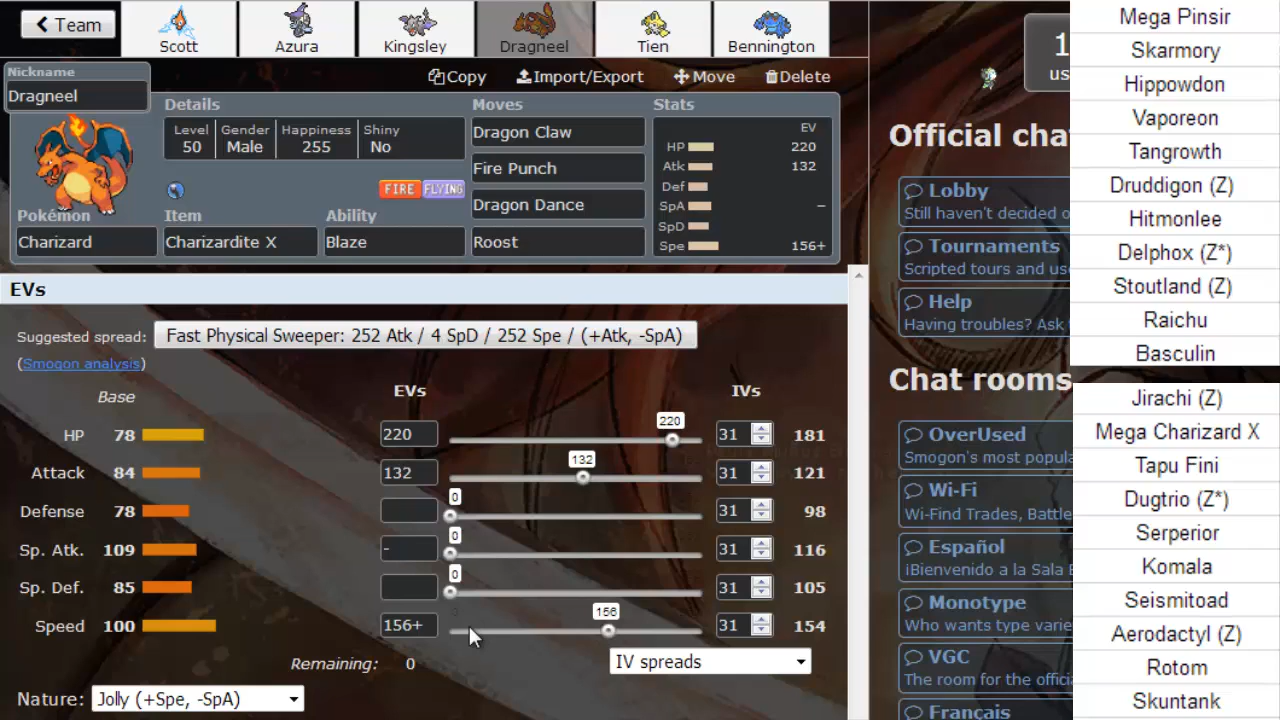 Team
Scott
Azura
Kingsley
Dragneel
Tien
Bennington
Nickname
Dragneel
Copy
Import/Export
Move
Delete
Details
Level
50
Gender
Male
Happiness
255
Shiny
No
FIRE
FLYING
Pokémon
Charizard
Item
Charizardite X
Ability
Blaze
Moves
Dragon Claw
Fire Punch
Dragon Dance
Roost
Stats
EV
HP 220
Atk 132
Def
SpA –
SpD
Spe 156+
EVs
Suggested spread: Fast Physical Sweeper: 252 Atk / 4 SpD / 252 Spe / (+Atk, -SpA)
(Smogon analysis)
Base EVs IVs
HP 78 220 220 31 181
Attack 84 132 132 31 121
Defense 78 0 31 98
Sp. Atk. 109 - 0 31 116
Sp. Def. 85 0 31 105
Speed 100 156+ 156 31 154
Remaining: 0
IV spreads
Nature: Jolly (+Spe, -SpA)
1
us
Official cha
Lobby
Still haven't decided o
Tournaments
Scripted tours and us
Help
Having troubles? Ask
Chat rooms
OverUsed
Smogon's most popul
Wi-Fi
Wi-Find Trades, Battle
Español
¡Bienvenido a la Sala E
Monotype
Who wants type varie
VGC
The room for the offici
Français
Mega Pinsir
Skarmory
Hippowdon
Vaporeon
Tangrowth
Druddigon (Z)
Hitmonlee
Delphox (Z*)
Stoutland (Z)
Raichu
Basculin
Jirachi (Z)
Mega Charizard X
Tapu Fini
Dugtrio (Z*)
Serperior
Komala
Seismitoad
Aerodactyl (Z)
Rotom
Skuntank